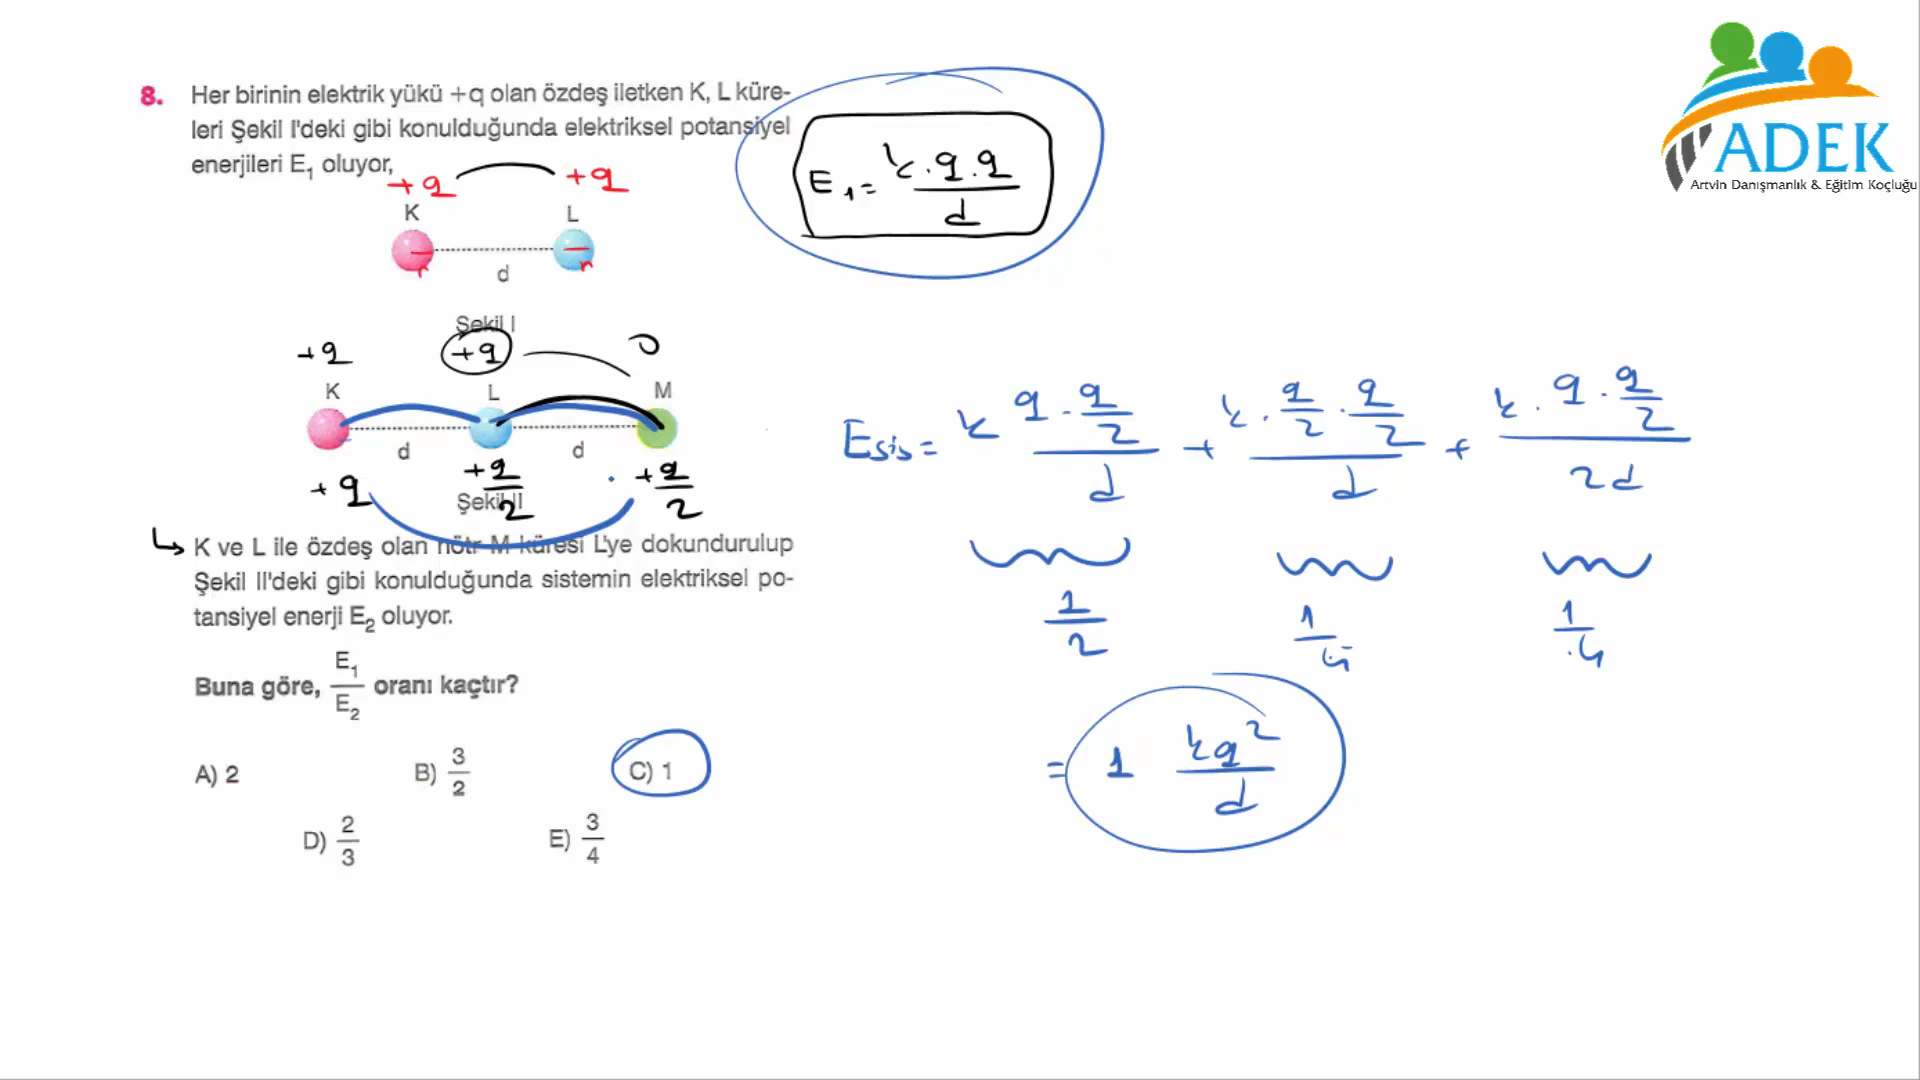 8. Her birinin elektrik yükü +q olan özdeş iletken K, L küre-
leri Şekil I'deki gibi konulduğunda elektriksel potansiyel
enerjileri E₁ oluyor,
+q +q
K L
r r
d
Şekil I
+q +q 0
K L M
d d
+q +q/2 +q/2
Şekil II
K ve L ile özdeş olan nötr M küresi L'ye dokundurulup
Şekil II'deki gibi konulduğunda sistemin elektriksel po-
tansiyel enerji E₂ oluyor.
Buna göre, E₁/E₂ oranı kaçtır?
A) 2 B) 3/2 C) 1
D) 2/3 E) 3/4
E₁ = k.q.q/d
Esis = k q.q/2/d + k.q/2.q/2/d + k.q.q/2/2d
1/2 1/4 1/4
= 1 kq²/d
ADEK
Artvin Danışmanlık & Eğitim Koçluğu